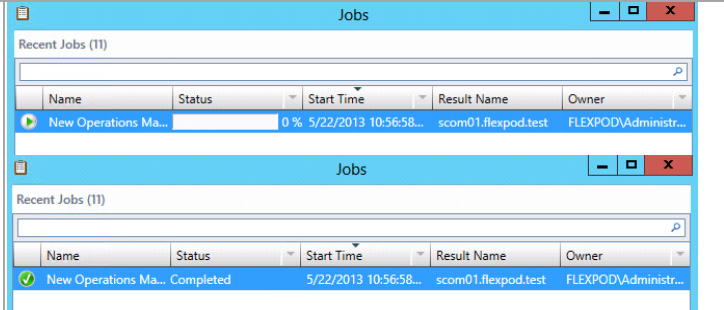 Jobs
Recent Jobs (11)
Name Status Start Time Result Name Owner
New Operations Ma... 0 % 5/22/2013 10:56:58... scom01.flexpod.test FLEXPOD\Administr...
Jobs
Recent Jobs (11)
Name Status Start Time Result Name Owner
New Operations Ma... Completed 5/22/2013 10:56:58... scom01.flexpod.test FLEXPOD\Administr...